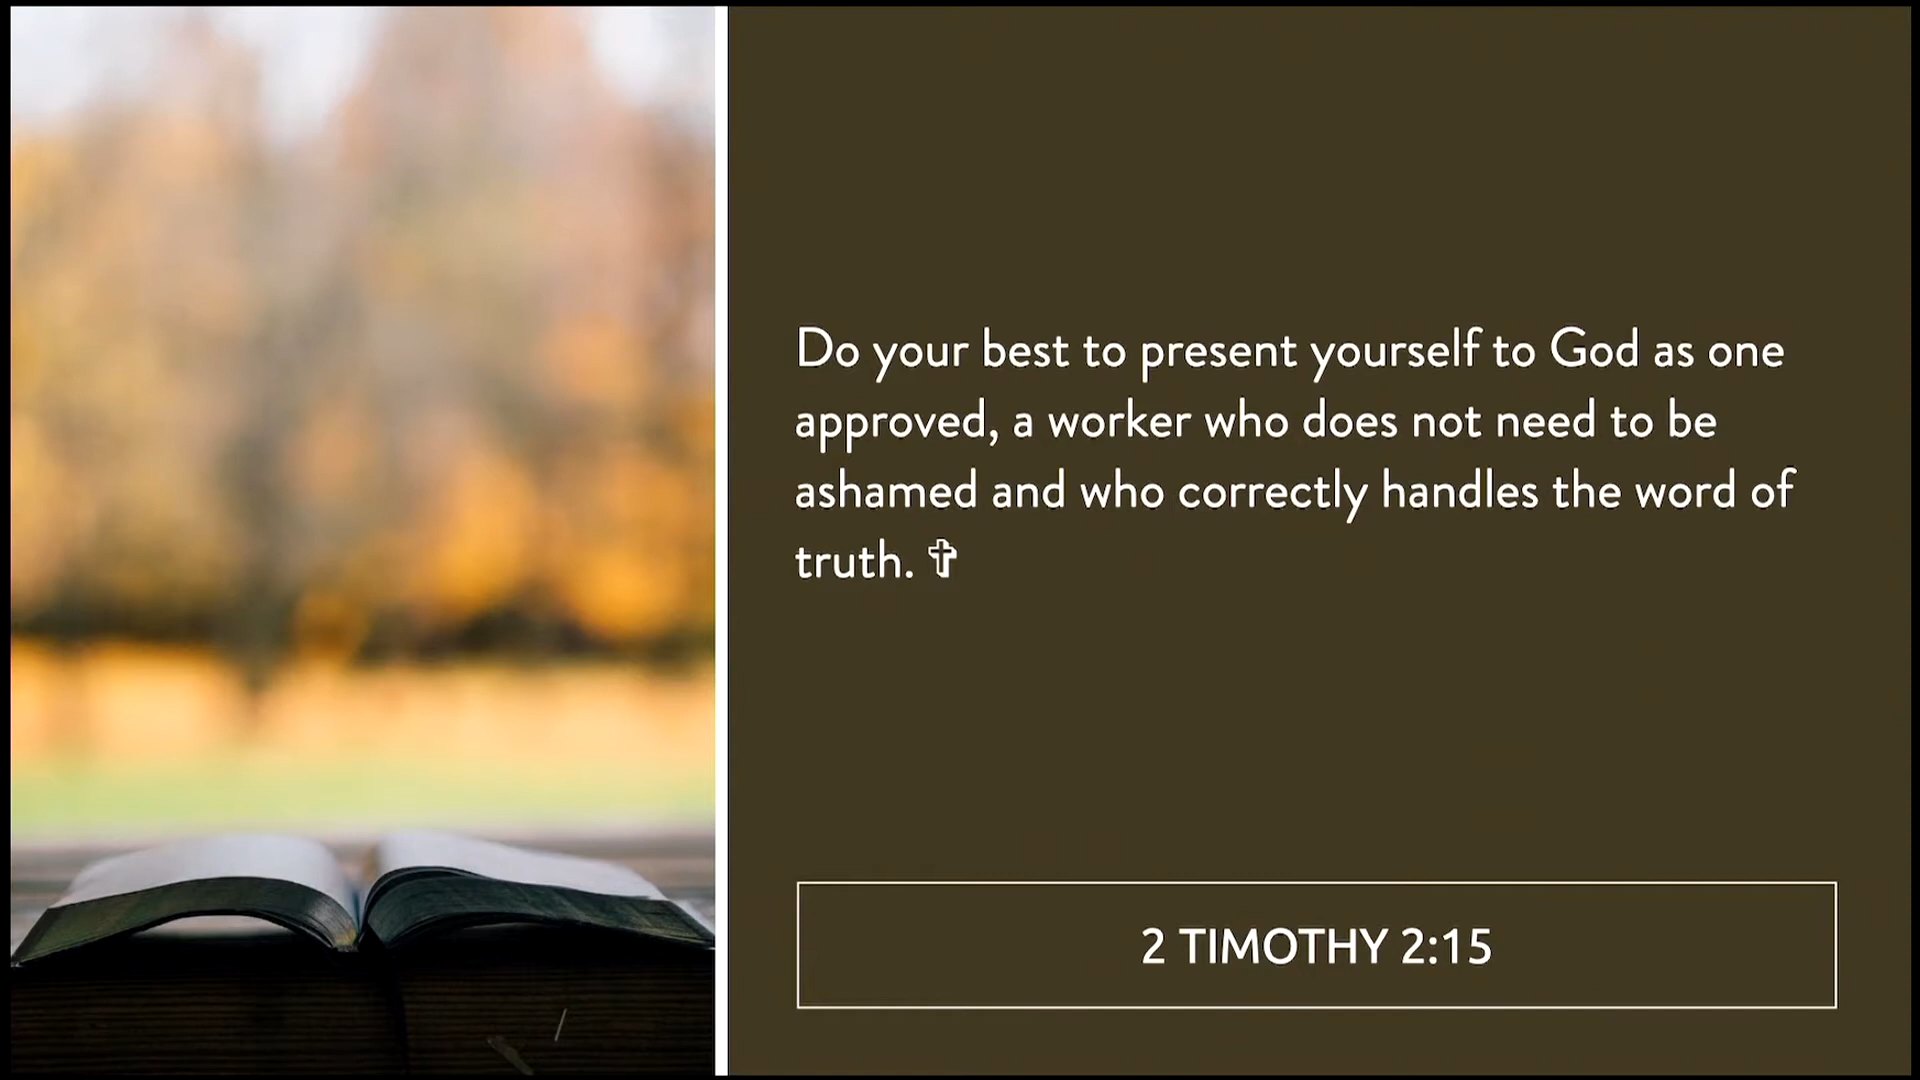 Do your best to present yourself to God as one
approved, a worker who does not need to be
ashamed and who correctly handles the word of
truth. ✞
2 TIMOTHY 2:15